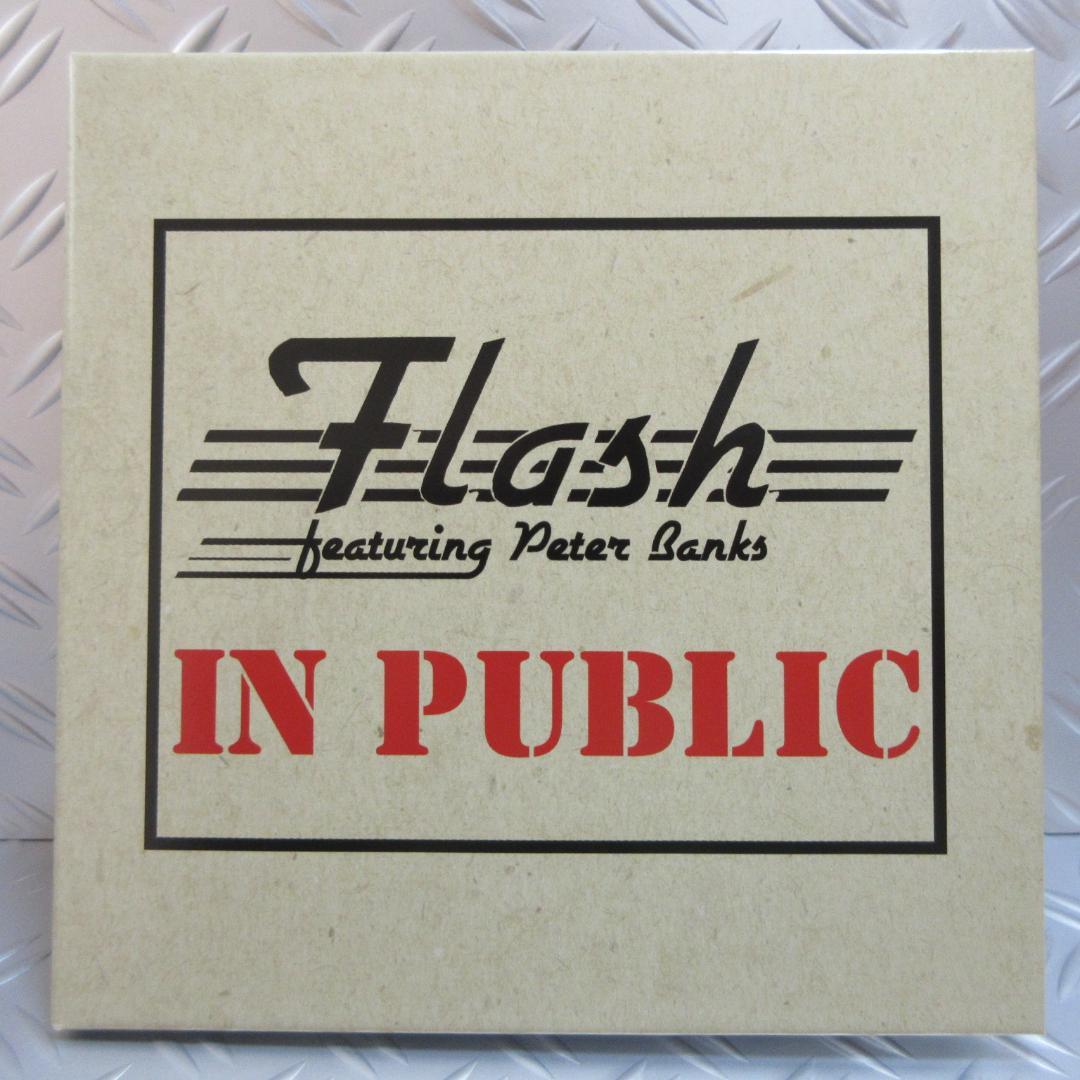 Flash
featuring Peter Banks
IN PUBLIC